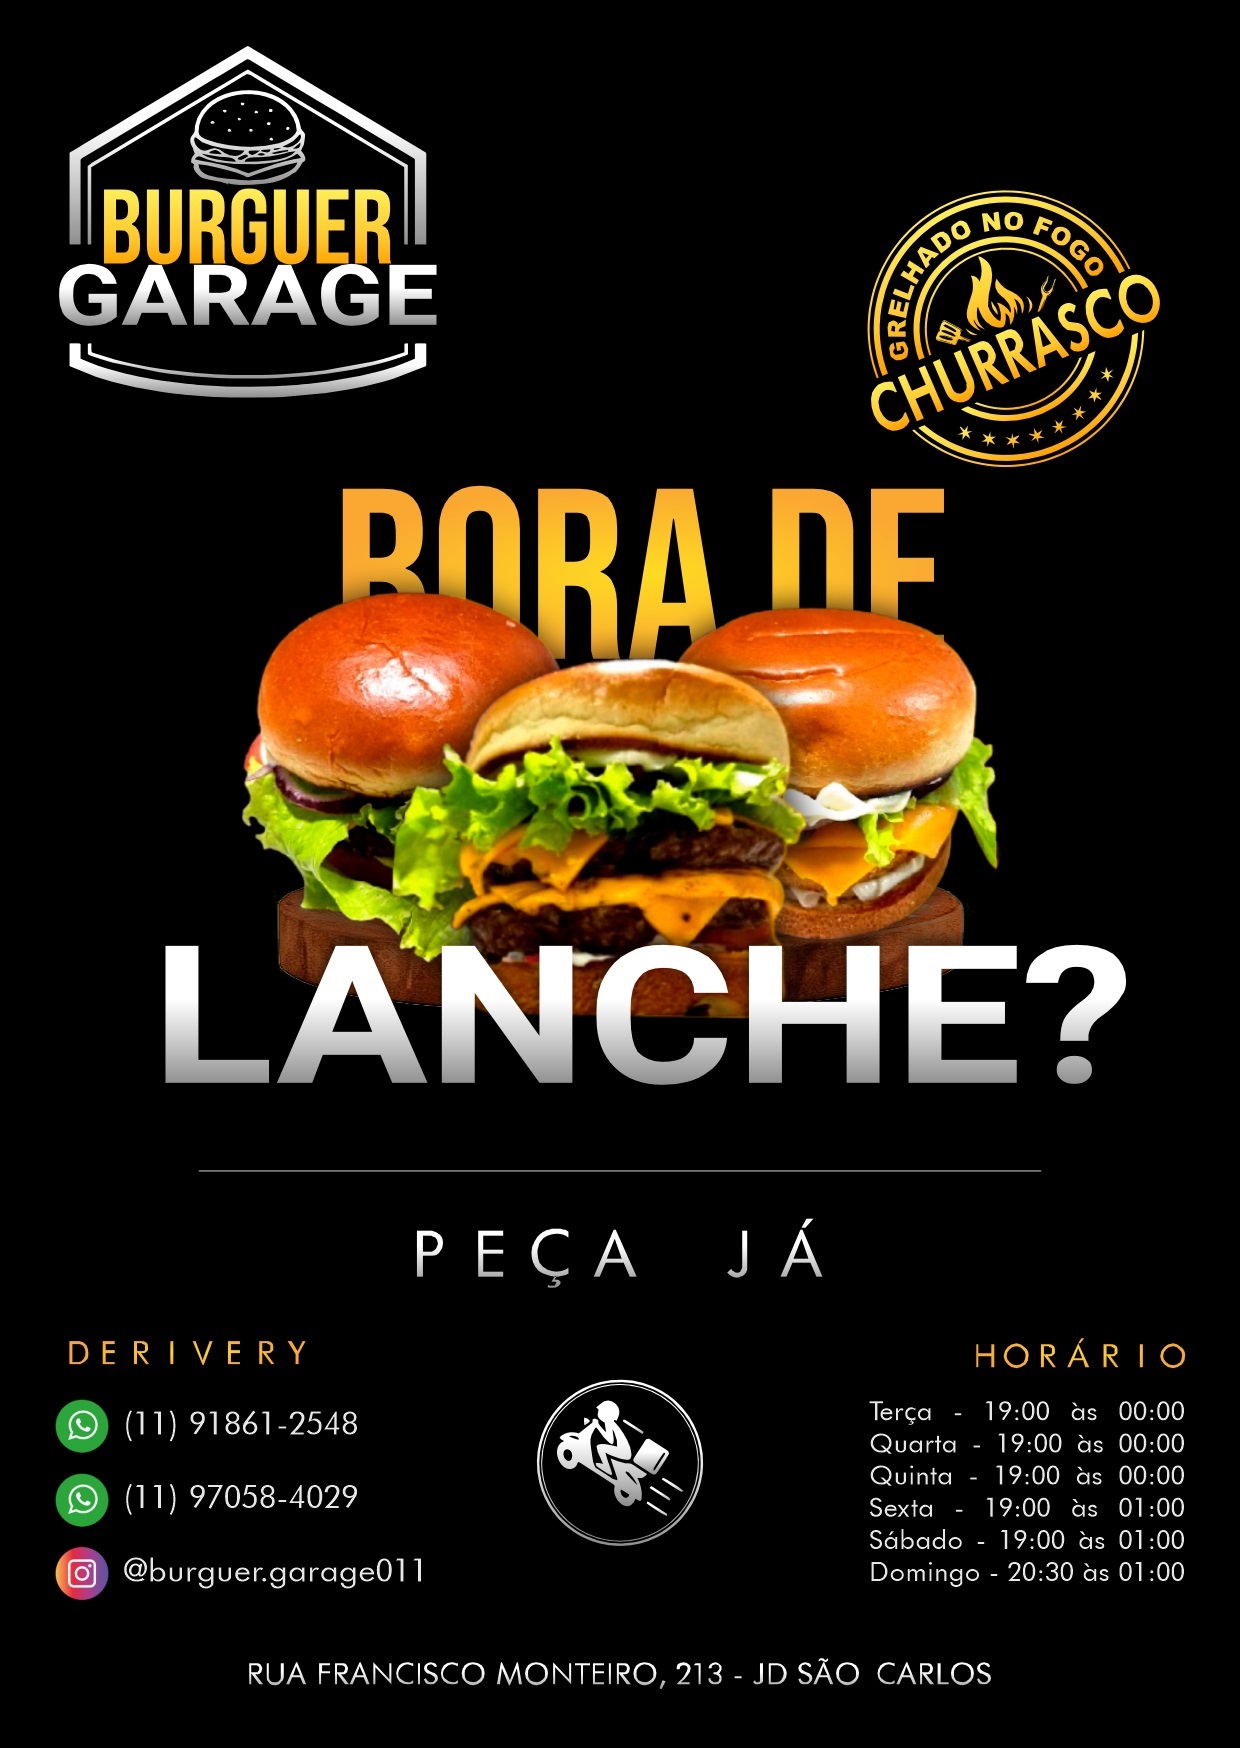 BURGUER
GARAGE
GRELHADO NO FOGO
CHURRASCO
BORA DE
LANCHE?
PEÇA JÁ
DERIVERY
(11) 91861-2548
(11) 97058-4029
@burguer.garage011
HORÁRIO
Terça - 19:00 às 00:00
Quarta - 19:00 às 00:00
Quinta - 19:00 às 00:00
Sexta - 19:00 às 01:00
Sábado - 19:00 às 01:00
Domingo - 20:30 às 01:00
RUA FRANCISCO MONTEIRO, 213 - JD SÃO CARLOS